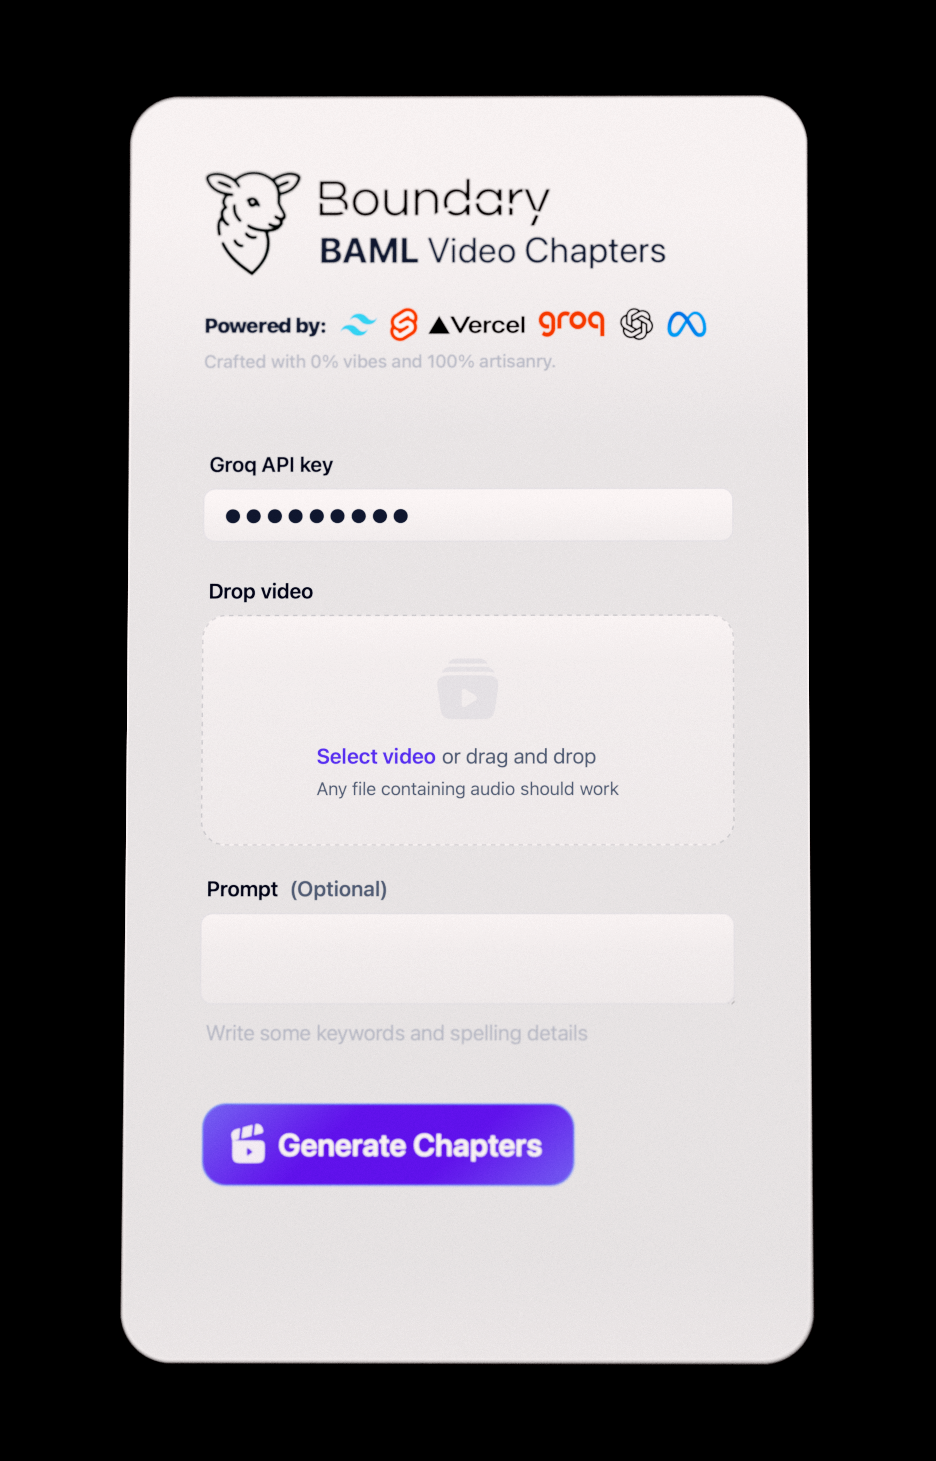 Boundary
BAML Video Chapters
Powered by: Vercel groq
Crafted with 0% vibes and 100% artisanry.
Groq API key
Drop video
Select video or drag and drop
Any file containing audio should work
Prompt (Optional)
Write some keywords and spelling details
Generate Chapters